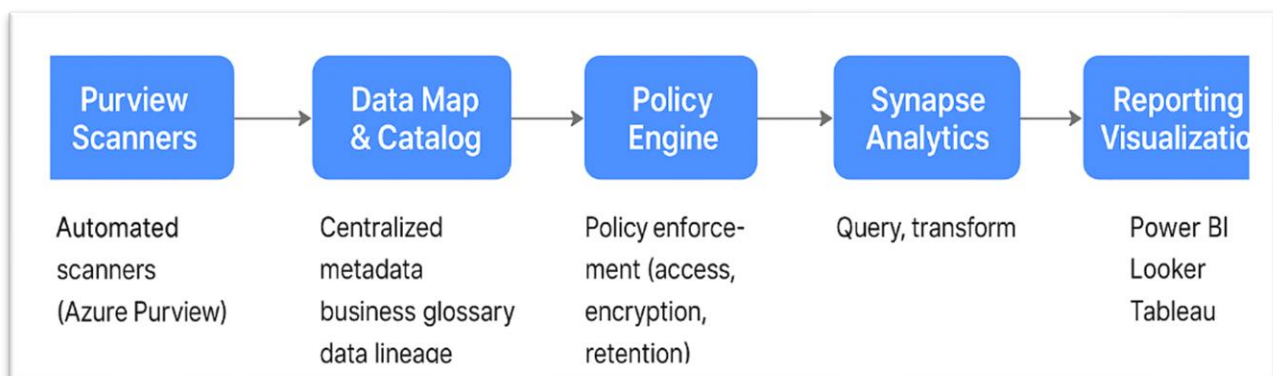 Purview
Scanners
Data Map
& Catalog
Policy
Engine
Synapse
Analytics
Reporting
Visualizatio
Automated
scanners
(Azure Purview)
Centralized
metadata
business glossary
data lineage
Policy enforce-
ment (access,
encryption,
retention)
Query, transform
Power BI
Looker
Tableau